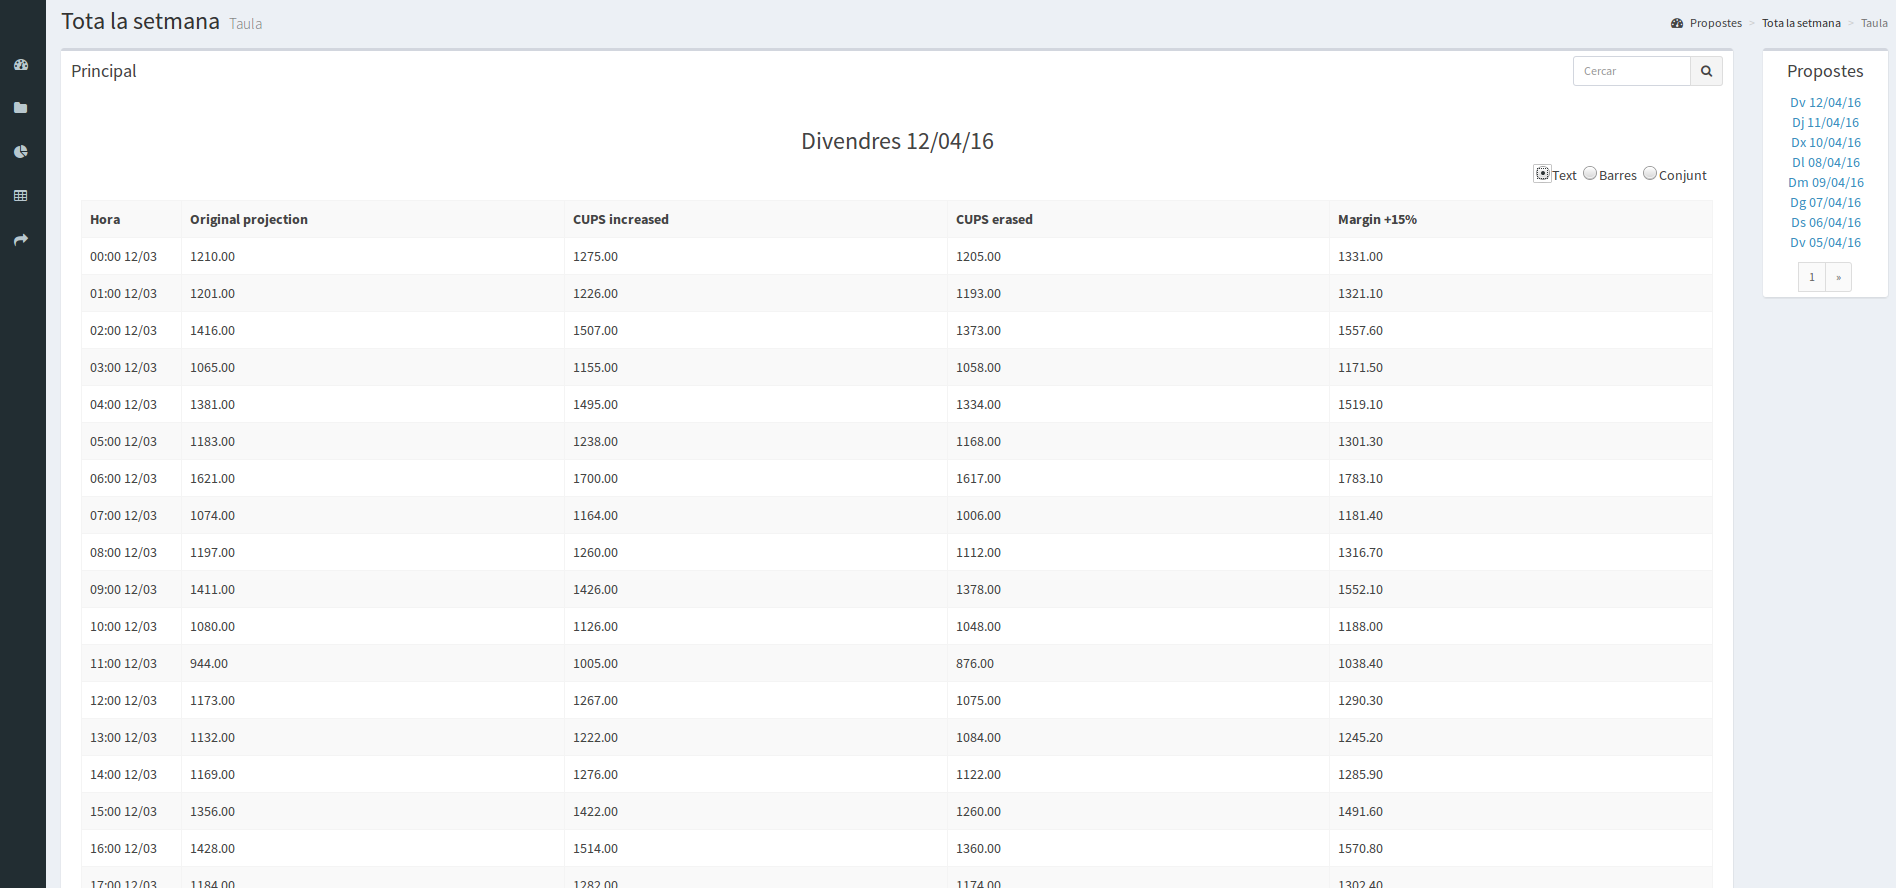 Tota la setmana Taula
Propostes > Tota la setmana > Taula
Principal
Cercar
Divendres 12/04/16
Text Barres Conjunt
Hora Original projection CUPS increased CUPS erased Margin +15%
00:00 12/03 1210.00 1275.00 1205.00 1331.00
01:00 12/03 1201.00 1226.00 1193.00 1321.10
02:00 12/03 1416.00 1507.00 1373.00 1557.60
03:00 12/03 1065.00 1155.00 1058.00 1171.50
04:00 12/03 1381.00 1495.00 1334.00 1519.10
05:00 12/03 1183.00 1238.00 1168.00 1301.30
06:00 12/03 1621.00 1700.00 1617.00 1783.10
07:00 12/03 1074.00 1164.00 1006.00 1181.40
08:00 12/03 1197.00 1260.00 1112.00 1316.70
09:00 12/03 1411.00 1426.00 1378.00 1552.10
10:00 12/03 1080.00 1126.00 1048.00 1188.00
11:00 12/03 944.00 1005.00 876.00 1038.40
12:00 12/03 1173.00 1267.00 1075.00 1290.30
13:00 12/03 1132.00 1222.00 1084.00 1245.20
14:00 12/03 1169.00 1276.00 1122.00 1285.90
15:00 12/03 1356.00 1422.00 1260.00 1491.60
16:00 12/03 1428.00 1514.00 1360.00 1570.80
17:00 12/03 1184.00 1282.00 1174.00 1302.40
Propostes
Dv 12/04/16
Dj 11/04/16
Dx 10/04/16
Dl 08/04/16
Dm 09/04/16
Dg 07/04/16
Ds 06/04/16
Dv 05/04/16
1 »